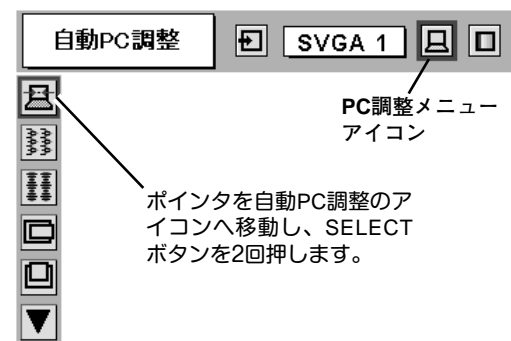 自動PC調整
SVGA 1
PC調整メニュー
アイコン
ポインタを自動PC調整のア
イコンへ移動し、SELECT
ボタンを2回押します。